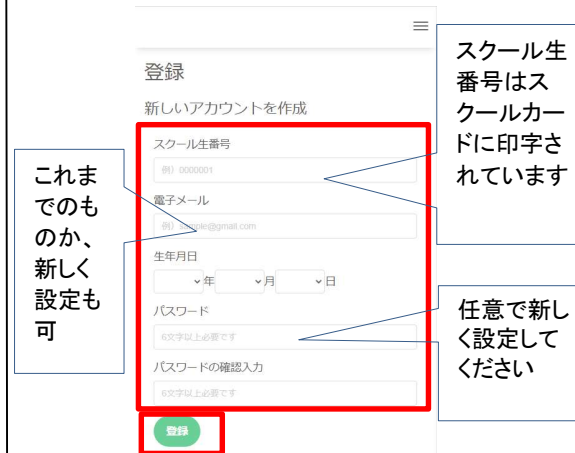 登録
新しいアカウントを作成
スクール生番号
例）0000001
電子メール
例）sample@gmail.com
生年月日
年 月 日
パスワード
6文字以上必要です
パスワードの確認入力
6文字以上必要です
登録
スクール生
番号はス
クールカー
ドに印字さ
れています
これま
でのも
のか、
新しく
設定も
可
任意で新し
く設定して
ください